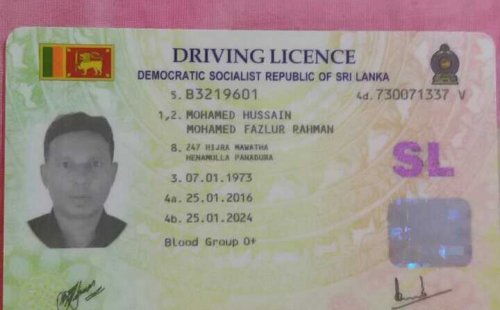 DRIVING LICENCE
DEMOCRATIC SOCIALIST REPUBLIC OF SRI LANKA
5. B3219601 4d. 730071337 V
1,2. MOHAMED HUSSAIN
MOHAMED FAZLUR RAHMAN
8. 247 HIJRA MAWATHA
HENAMULLA PANADURA
SL
3. 07.01.1973
4a. 25.01.2016
4b. 25.01.2024
Blood Group O+